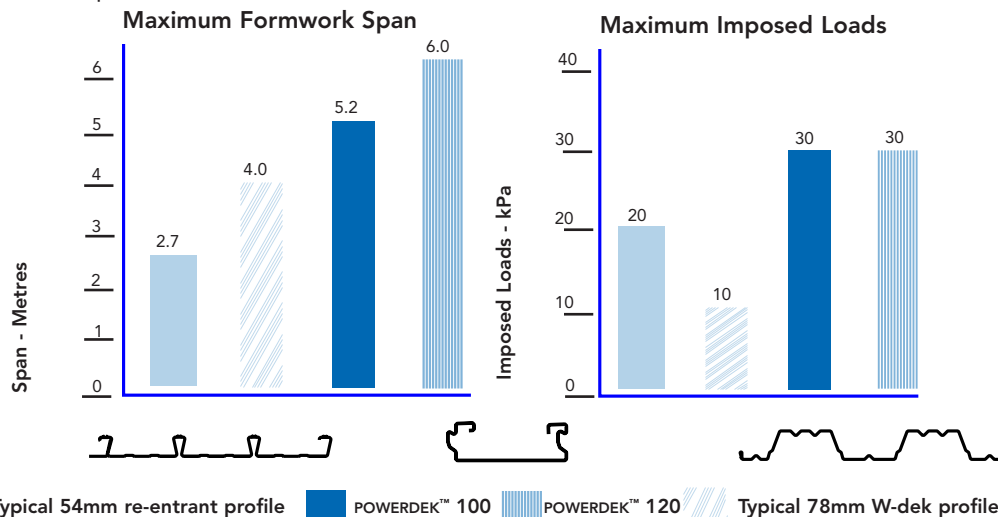 Maximum Formwork Span
6.0
6
5.2
5
4.0
4
3
2.7
2
1
0
Span - Metres
Maximum Imposed Loads
40
30
30
30
20
20
10
10
0
Imposed Loads - kPa
ypical 54mm re-entrant profile
POWERDEK™ 100
POWERDEK™ 120
Typical 78mm W-dek profile